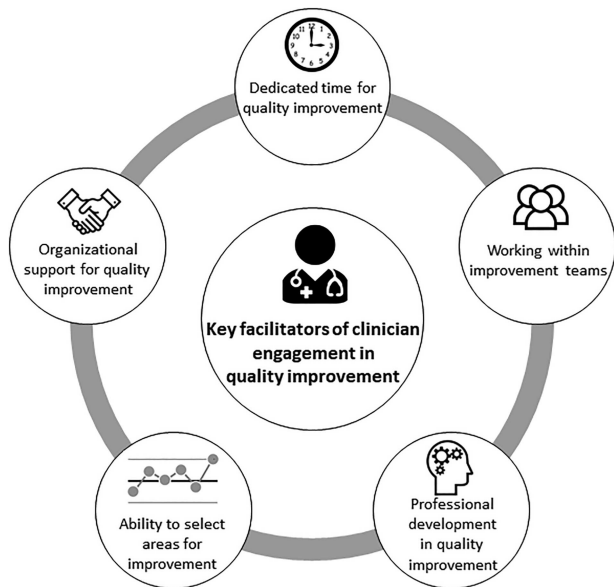 Dedicated time for
quality improvement
Working within
improvement teams
Professional
development
in quality
improvement
Ability to select
areas for
improvement
Organizational
support for quality
improvement
Key facilitators of clinician
engagement in
quality improvement